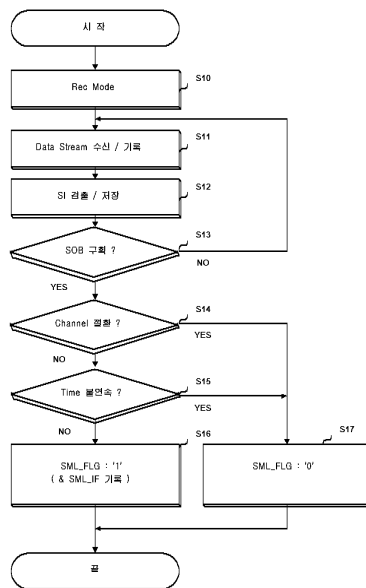 시 작
Rec Mode
S10
Data Stream 수신 / 기록
S11
SI 검출 / 저장
S12
SOB 구획 ?
S13
NO
YES
Channel 절환 ?
S14
YES
NO
Time 불연속 ?
S15
YES
NO
S16
SML_FLG : '1'
( & SML_IF 기록 )
S17
SML_FLG : '0'
끝